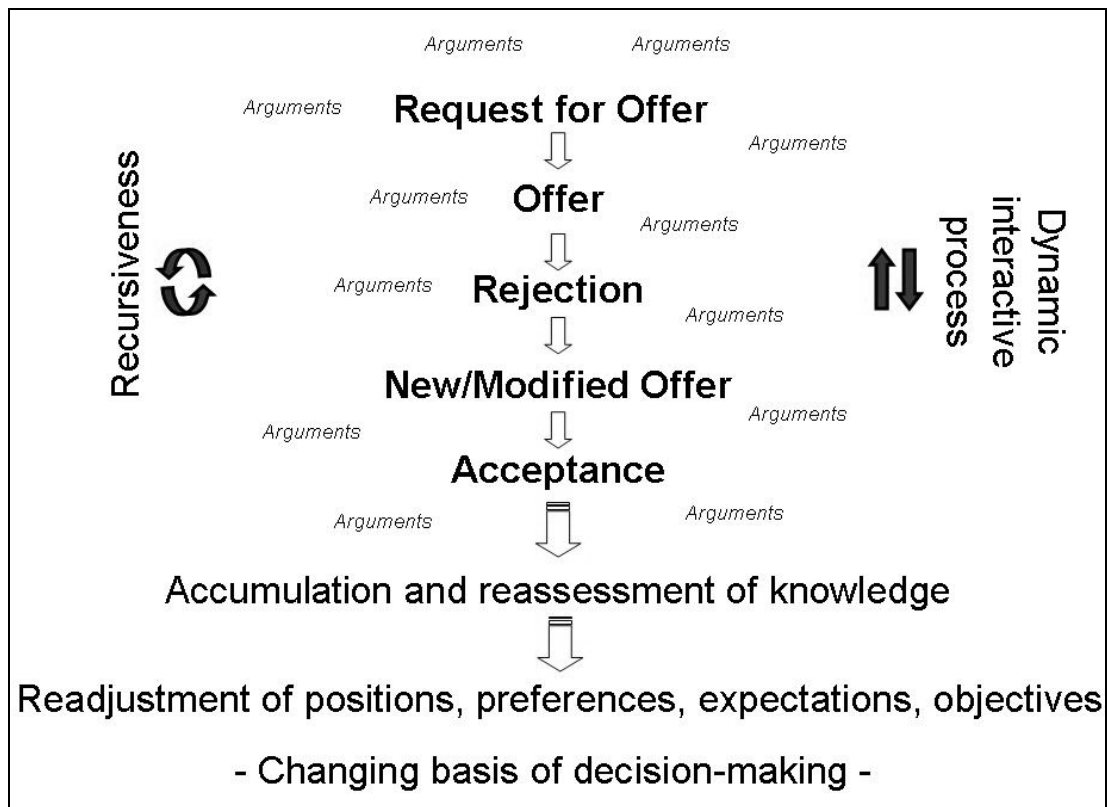 Arguments Arguments
Arguments Request for Offer
Arguments
Arguments Offer
Arguments
Arguments Rejection
Arguments
New/Modified Offer
Arguments
Arguments
Acceptance
Arguments
Arguments
Recursiveness
Dynamic
interactive
process
Accumulation and reassessment of knowledge
Readjustment of positions, preferences, expectations, objectives
- Changing basis of decision-making -